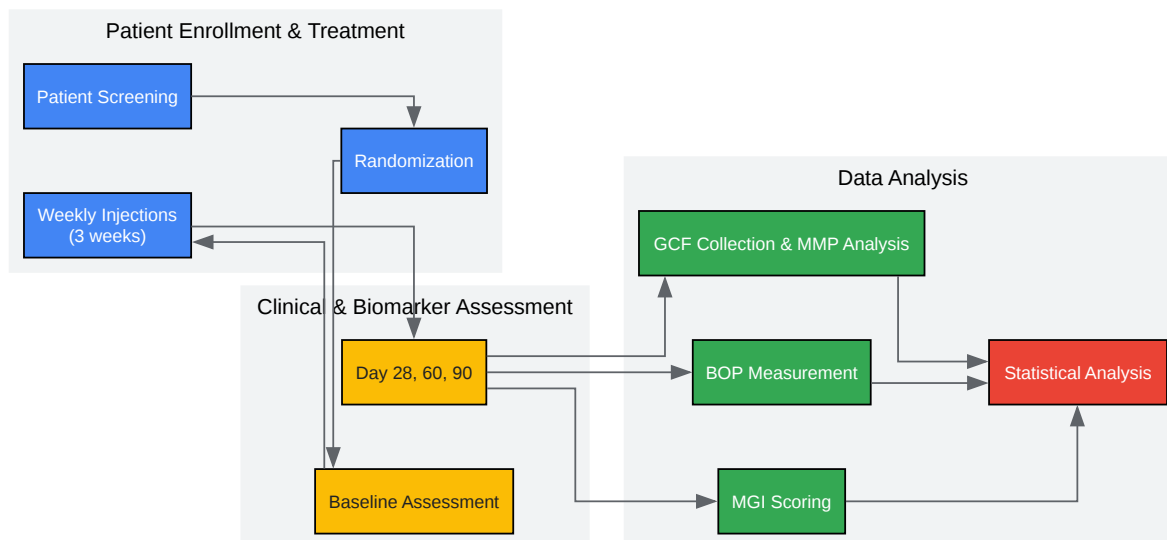 Patient Enrollment & Treatment
Patient Screening
Randomization
Weekly Injections
(3 weeks)
Clinical & Biomarker Assessment
Day 28, 60, 90
Baseline Assessment
Data Analysis
GCF Collection & MMP Analysis
BOP Measurement
Statistical Analysis
MGI Scoring